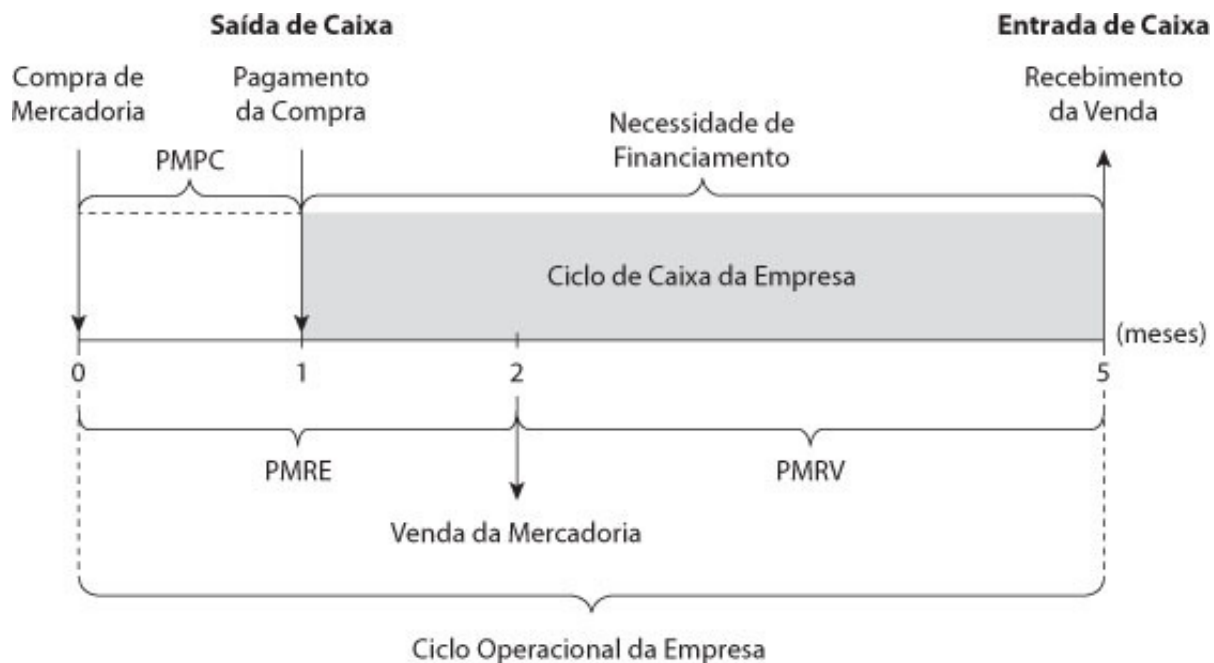 Saída de Caixa
Entrada de Caixa
Compra de
Mercadoria
Pagamento
da Compra
Recebimento
da Venda
Necessidade de
Financiamento
PMPC
Ciclo de Caixa da Empresa
(meses)
0
1
2
5
PMRE
PMRV
Venda da Mercadoria
Ciclo Operacional da Empresa